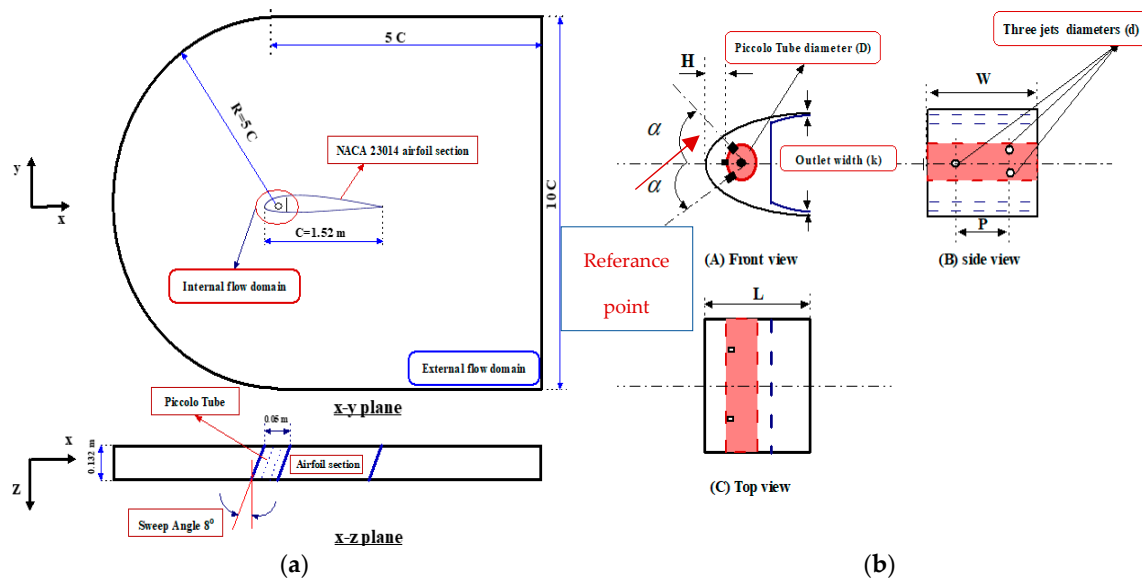 5 C
R=5 C
NACA 23014 airfoil section
y
x
C=1.52 m
10 C
Internal flow domain
External flow domain
x-y plane
Piccolo Tube
0.05 m
x
0.132 m
Airfoil section
Z
Sweep Angle 8⁰
x-z plane
(a)
Three jets diameters (d)
Piccolo Tube diameter (D)
H
W
α
α
Outlet width (k)
P
(A) Front view
(B) side view
Referance
point
L
(C) Top view
(b)